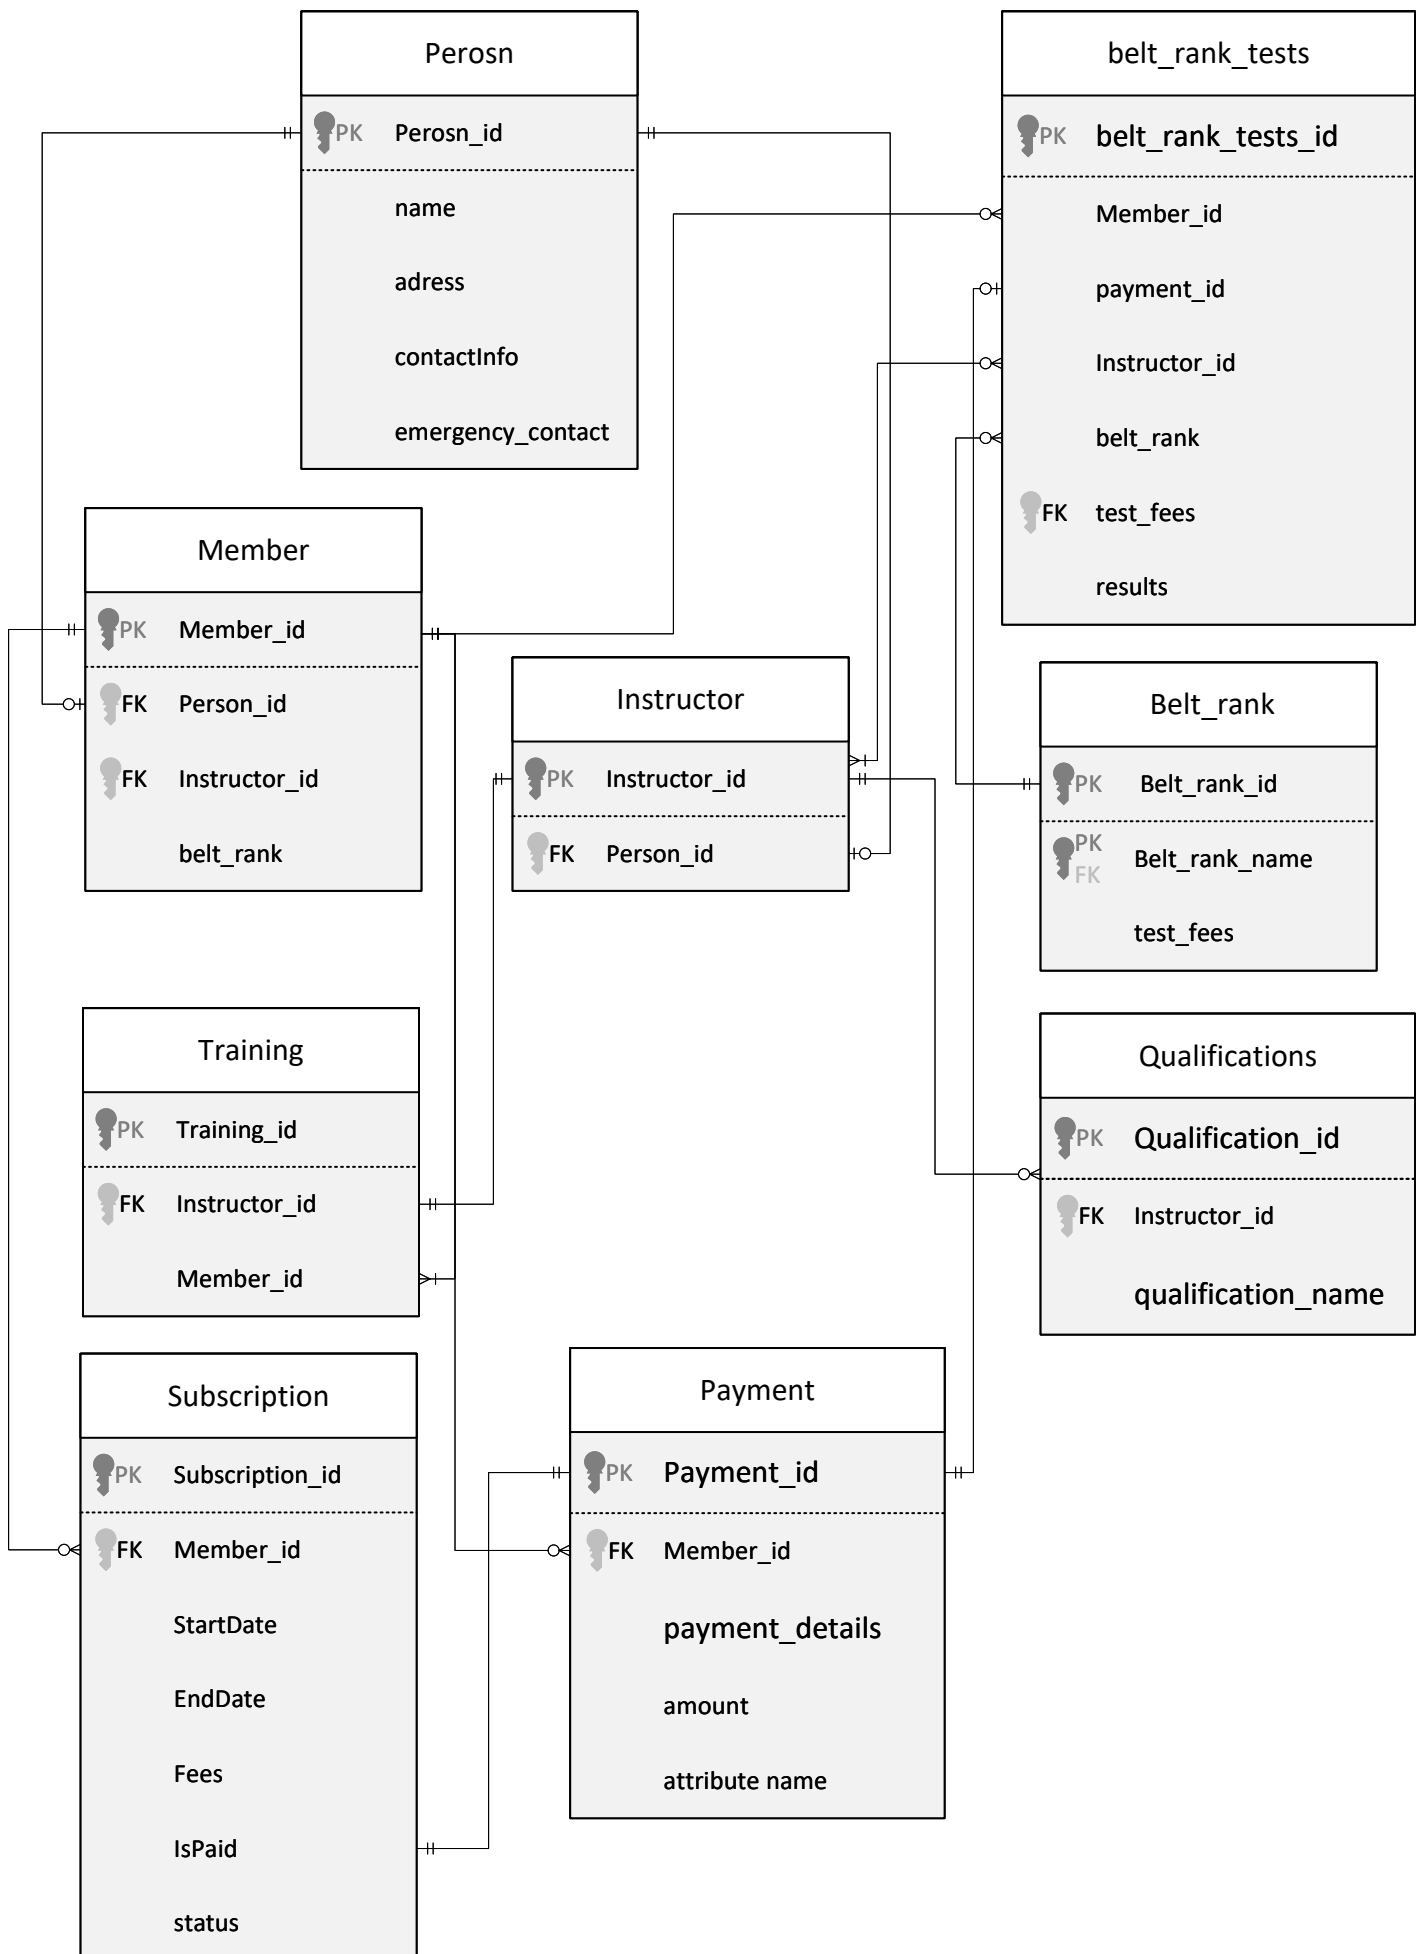 Perosn
PK Perosn_id
name
adress
contactInfo
emergency_contact
belt_rank_tests
PK belt_rank_tests_id
Member_id
payment_id
Instructor_id
belt_rank
FK test_fees
results
Member
PK Member_id
FK Person_id
FK Instructor_id
belt_rank
Instructor
PK Instructor_id
FK Person_id
Belt_rank
PK Belt_rank_id
PK
FK
Belt_rank_name
test_fees
Training
PK Training_id
FK Instructor_id
Member_id
Qualifications
PK Qualification_id
FK Instructor_id
qualification_name
Subscription
PK Subscription_id
FK Member_id
StartDate
EndDate
Fees
IsPaid
status
Payment
PK Payment_id
FK Member_id
payment_details
amount
attribute name